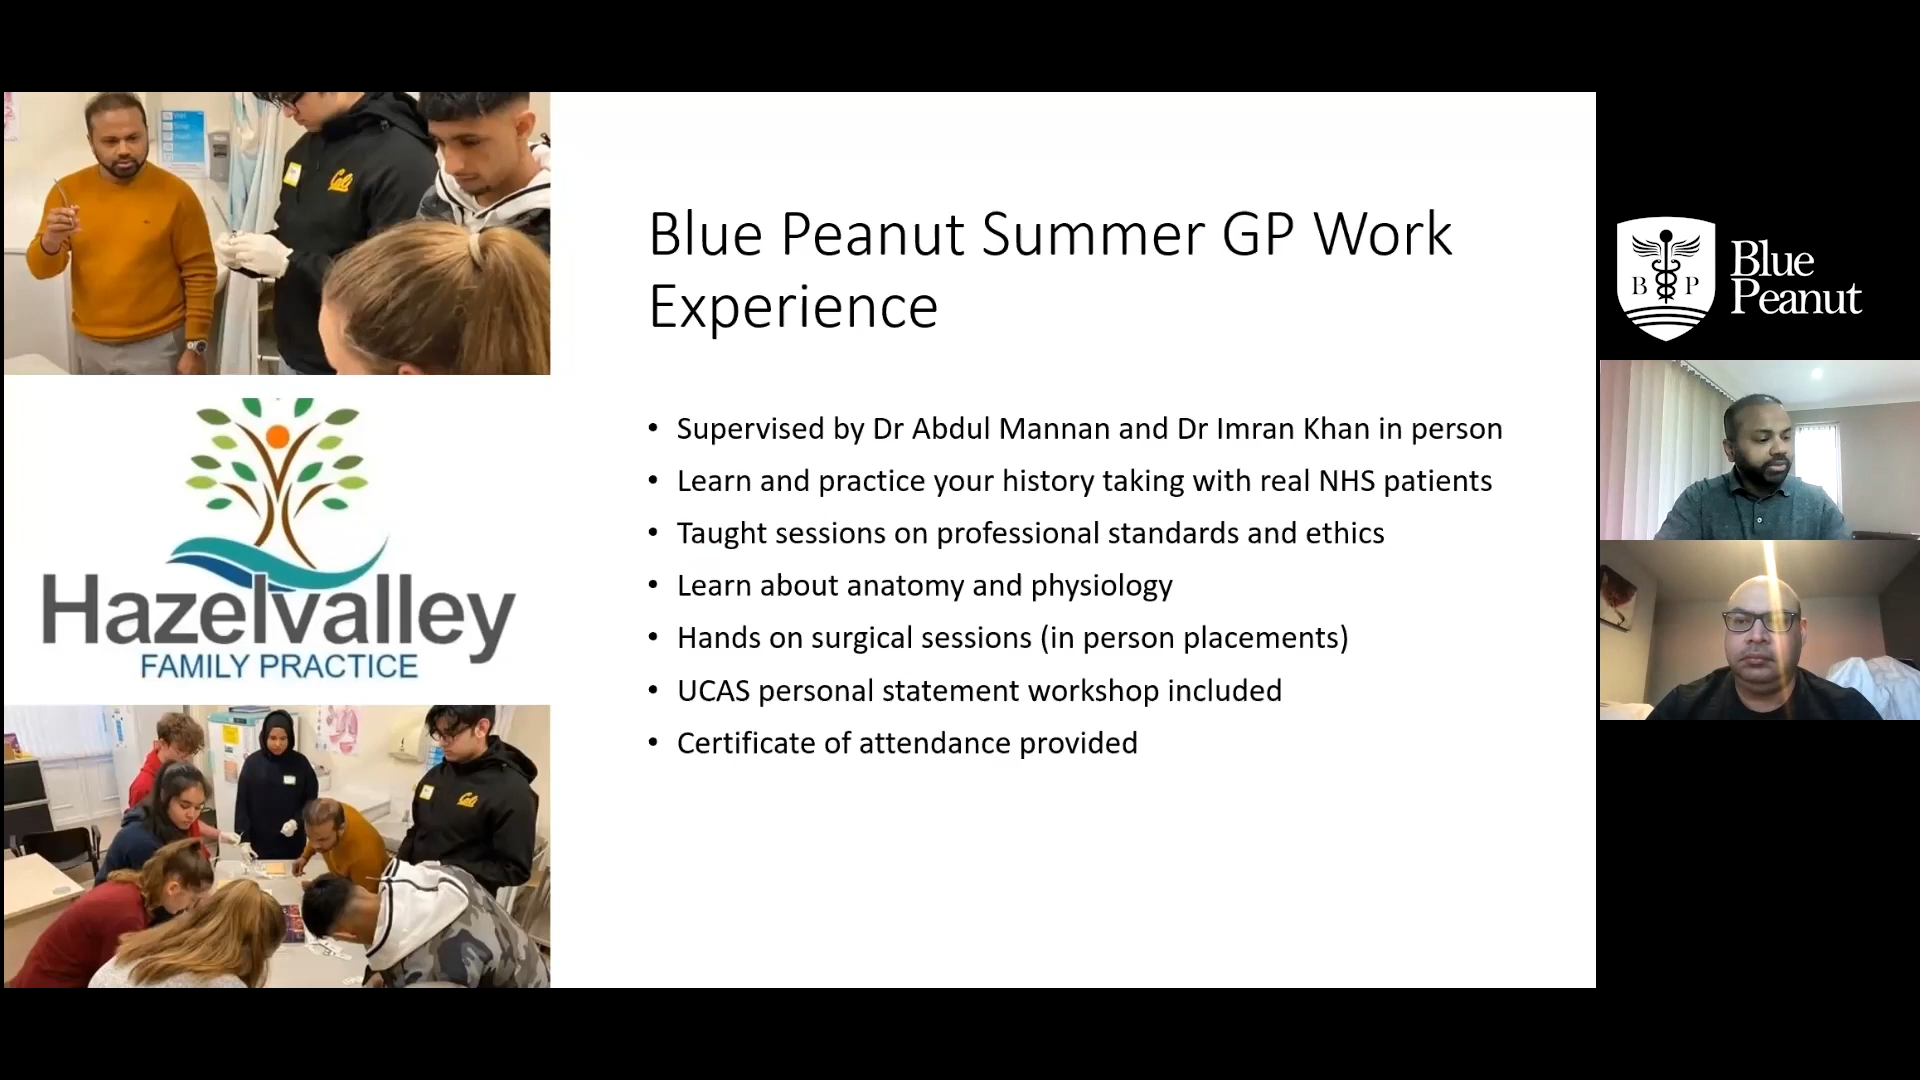 Blue Peanut Summer GP Work
Experience
• Supervised by Dr Abdul Mannan and Dr Imran Khan in person
• Learn and practice your history taking with real NHS patients
• Taught sessions on professional standards and ethics
• Learn about anatomy and physiology
• Hands on surgical sessions (in person placements)
• UCAS personal statement workshop included
• Certificate of attendance provided
Hazelvalley
FAMILY PRACTICE
Cal
Cal
B P
Blue
Peanut